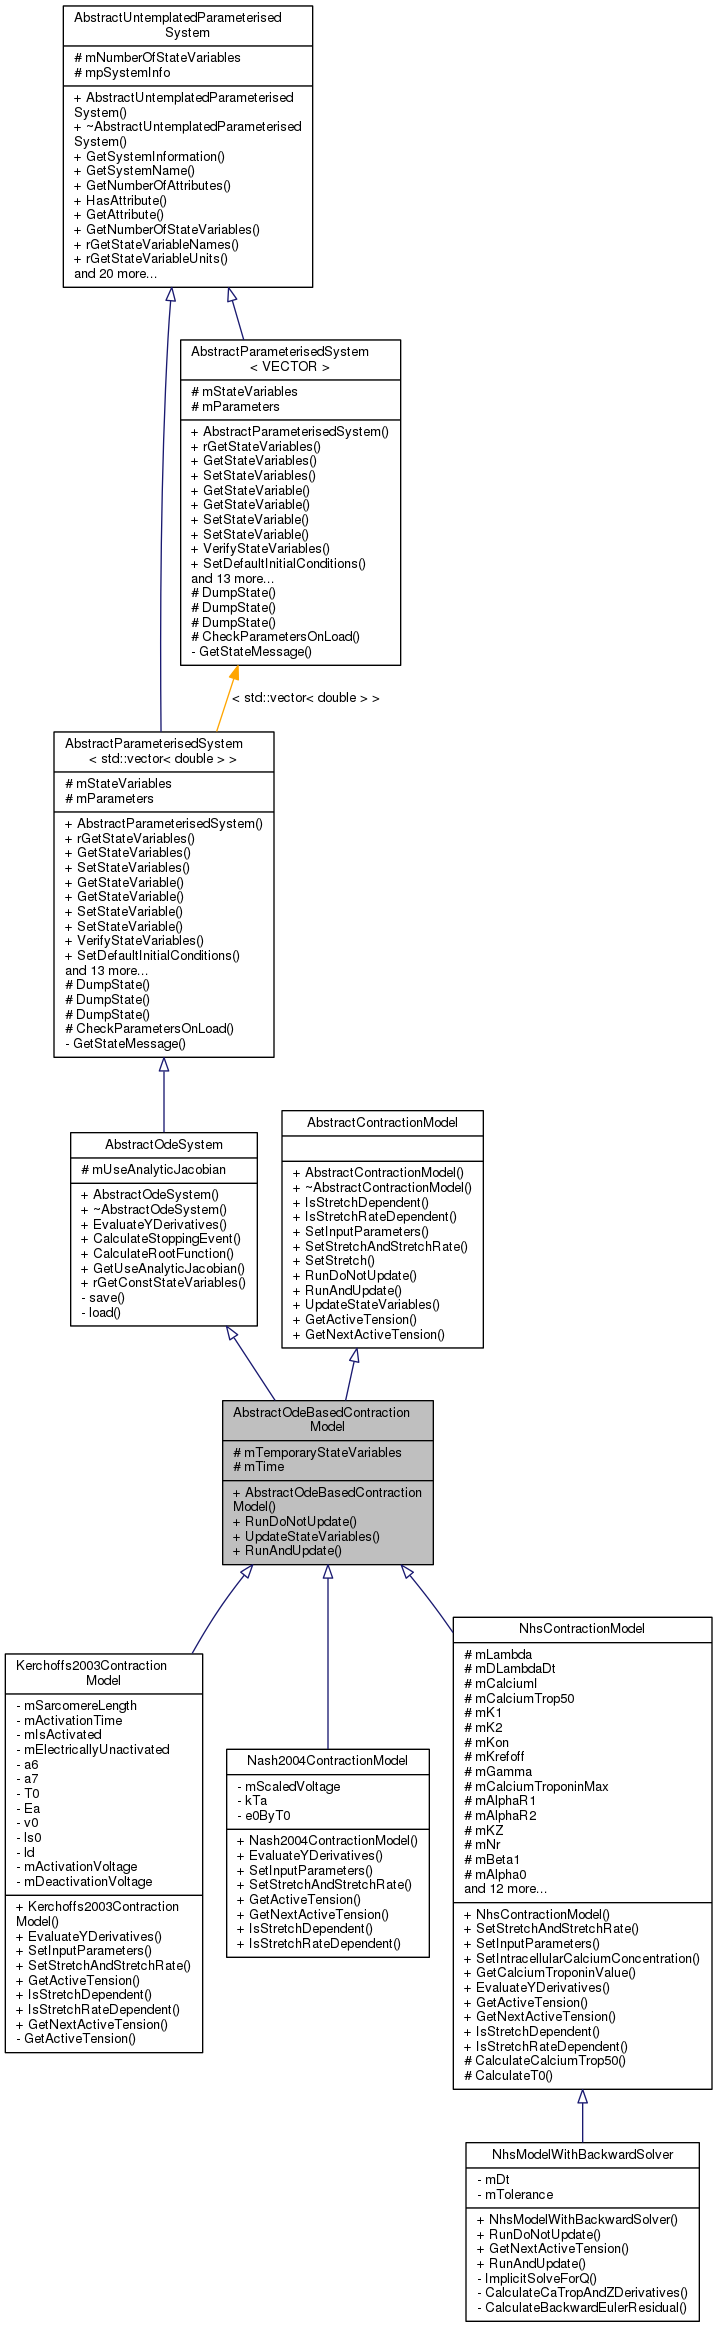 AbstractUntemplatedParameterised
System
# mNumberOfStateVariables
# mpSystemInfo
+ AbstractUntemplatedParameterised
System()
+ ~AbstractUntemplatedParameterised
System()
+ GetSystemInformation()
+ GetSystemName()
+ GetNumberOfAttributes()
+ HasAttribute()
+ GetAttribute()
+ GetNumberOfStateVariables()
+ rGetStateVariableNames()
+ rGetStateVariableUnits()
and 20 more...
AbstractParameterisedSystem
< VECTOR >
# mStateVariables
# mParameters
+ AbstractParameterisedSystem()
+ rGetStateVariables()
+ GetStateVariables()
+ SetStateVariables()
+ GetStateVariable()
+ GetStateVariable()
+ SetStateVariable()
+ SetStateVariable()
+ VerifyStateVariables()
+ SetDefaultInitialConditions()
and 13 more...
# DumpState()
# DumpState()
# DumpState()
# CheckParametersOnLoad()
- GetStateMessage()
< std::vector< double > >
AbstractParameterisedSystem
< std::vector< double > >
# mStateVariables
# mParameters
+ AbstractParameterisedSystem()
+ rGetStateVariables()
+ GetStateVariables()
+ SetStateVariables()
+ GetStateVariable()
+ GetStateVariable()
+ SetStateVariable()
+ SetStateVariable()
+ VerifyStateVariables()
+ SetDefaultInitialConditions()
and 13 more...
# DumpState()
# DumpState()
# DumpState()
# CheckParametersOnLoad()
- GetStateMessage()
AbstractOdeSystem
# mUseAnalyticJacobian
+ AbstractOdeSystem()
+ ~AbstractOdeSystem()
+ EvaluateYDerivatives()
+ CalculateStoppingEvent()
+ CalculateRootFunction()
+ GetUseAnalyticJacobian()
+ rGetConstStateVariables()
- save()
- load()
AbstractContractionModel
+ AbstractContractionModel()
+ ~AbstractContractionModel()
+ IsStretchDependent()
+ IsStretchRateDependent()
+ SetInputParameters()
+ SetStretchAndStretchRate()
+ SetStretch()
+ RunDoNotUpdate()
+ RunAndUpdate()
+ UpdateStateVariables()
+ GetActiveTension()
+ GetNextActiveTension()
AbstractOdeBasedContraction
Model
# mTemporaryStateVariables
# mTime
+ AbstractOdeBasedContraction
Model()
+ RunDoNotUpdate()
+ UpdateStateVariables()
+ RunAndUpdate()
Kerchoffs2003Contraction
Model
- mSarcomereLength
- mActivationTime
- mIsActivated
- mElectricallyUnactivated
- a6
- a7
- T0
- Ea
- v0
- ls0
- ld
- mActivationVoltage
- mDeactivationVoltage
+ Kerchoffs2003Contraction
Model()
+ EvaluateYDerivatives()
+ SetInputParameters()
+ SetStretchAndStretchRate()
+ GetActiveTension()
+ IsStretchDependent()
+ IsStretchRateDependent()
+ GetNextActiveTension()
- GetActiveTension()
Nash2004ContractionModel
- mScaledVoltage
- kTa
- e0ByT0
+ Nash2004ContractionModel()
+ EvaluateYDerivatives()
+ SetInputParameters()
+ SetStretchAndStretchRate()
+ GetActiveTension()
+ GetNextActiveTension()
+ IsStretchDependent()
+ IsStretchRateDependent()
NhsContractionModel
# mLambda
# mDLambdaDt
# mCalciumI
# mCalciumTrop50
# mK1
# mK2
# mKon
# mKrefoff
# mGamma
# mCalciumTroponinMax
# mAlphaR1
# mAlphaR2
# mKZ
# mNr
# mBeta1
# mAlpha0
and 12 more...
+ NhsContractionModel()
+ SetStretchAndStretchRate()
+ SetInputParameters()
+ SetIntracellularCalciumConcentration()
+ GetCalciumTroponinValue()
+ EvaluateYDerivatives()
+ GetActiveTension()
+ GetNextActiveTension()
+ IsStretchDependent()
+ IsStretchRateDependent()
# CalculateCalciumTrop50()
# CalculateT0()
NhsModelWithBackwardSolver
- mDt
- mTolerance
+ NhsModelWithBackwardSolver()
+ RunDoNotUpdate()
+ GetNextActiveTension()
+ RunAndUpdate()
- ImplicitSolveForQ()
- CalculateCaTropAndZDerivatives()
- CalculateBackwardEulerResidual()